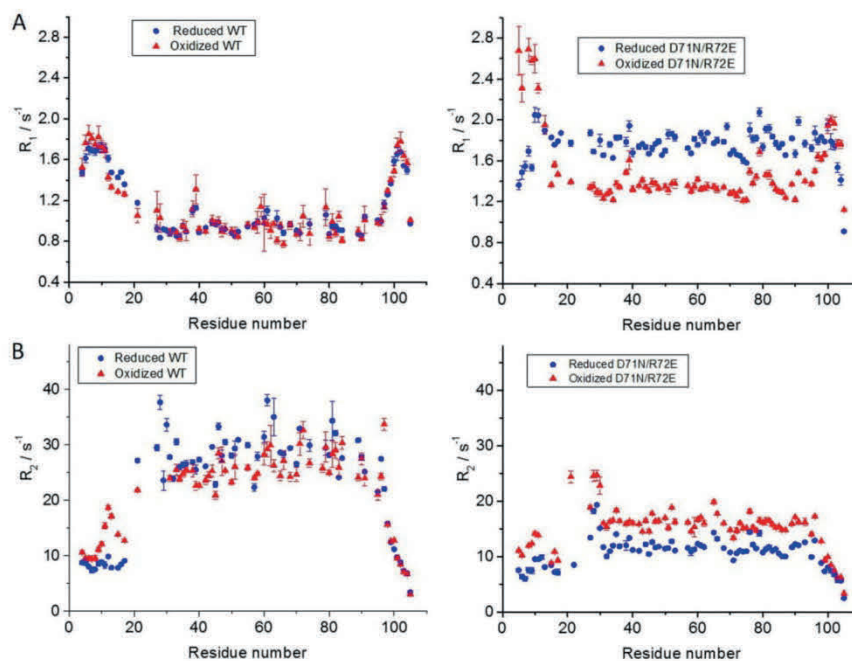 A
Reduced WT
Oxidized WT
R1 / s-1
2.8
2.4
2.0
1.6
1.2
0.8
0.4
0 20 40 60 80 100
Residue number
Reduced D71N/R72E
Oxidized D71N/R72E
R1 / s-1
2.8
2.4
2.0
1.6
1.2
0.8
0.4
0 20 40 60 80 100
Residue number
B
Reduced WT
Oxidized WT
R2 / s-1
40
30
20
10
0
0 20 40 60 80 100
Residue number
Reduced D71N/R72E
Oxidized D71N/R72E
R2 / s-1
40
30
20
10
0
0 20 40 60 80 100
Residue number